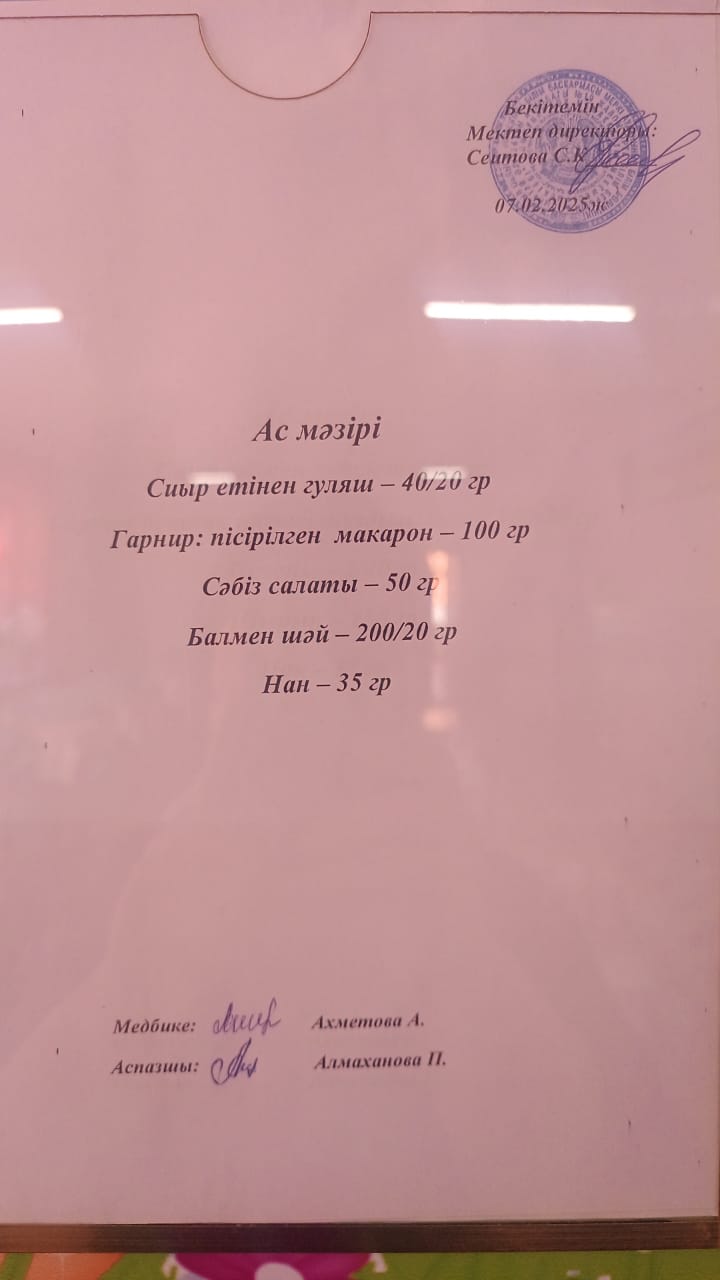 Бекітемін
Мектеп директоры:
Сеитова С.К
07.02.2025ж
Ас мәзірі
Сиыр етінен гуляш – 40/20 гр
Гарнир: пісірілген макарон – 100 гр
Сәбіз салаты – 50 гр
Балмен шәй – 200/20 гр
Нан – 35 гр
Медбике: Ахметова А.
Аспазшы: Алмаханова П.